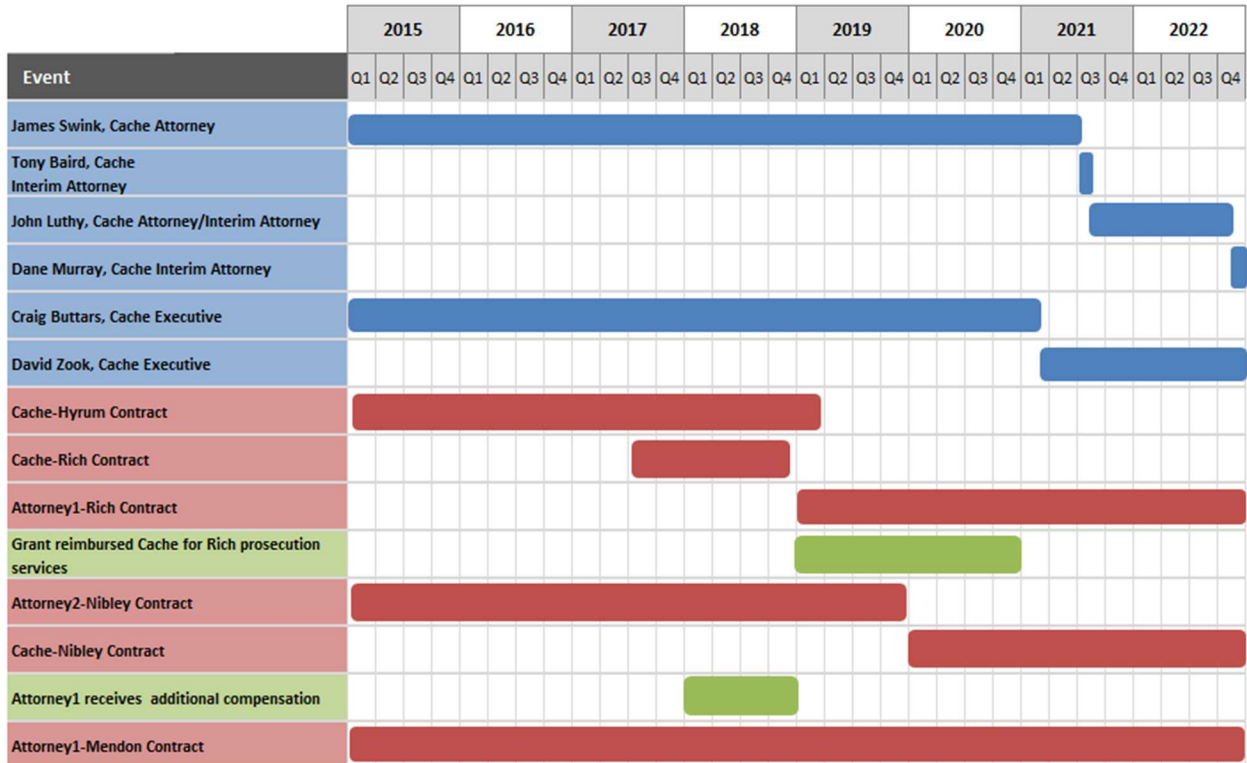 2015 2016 2017 2018 2019 2020 2021 2022
Event Q1 Q2 Q3 Q4 Q1 Q2 Q3 Q4 Q1 Q2 Q3 Q4 Q1 Q2 Q3 Q4 Q1 Q2 Q3 Q4 Q1 Q2 Q3 Q4 Q1 Q2 Q3 Q4 Q1 Q2 Q3 Q4
James Swink, Cache Attorney
Tony Baird, Cache
Interim Attorney
John Luthy, Cache Attorney/Interim Attorney
Dane Murray, Cache Interim Attorney
Craig Buttars, Cache Executive
David Zook, Cache Executive
Cache-Hyrum Contract
Cache-Rich Contract
Attorney1-Rich Contract
Grant reimbursed Cache for Rich prosecution
services
Attorney2-Nibley Contract
Cache-Nibley Contract
Attorney1 receives additional compensation
Attorney1-Mendon Contract